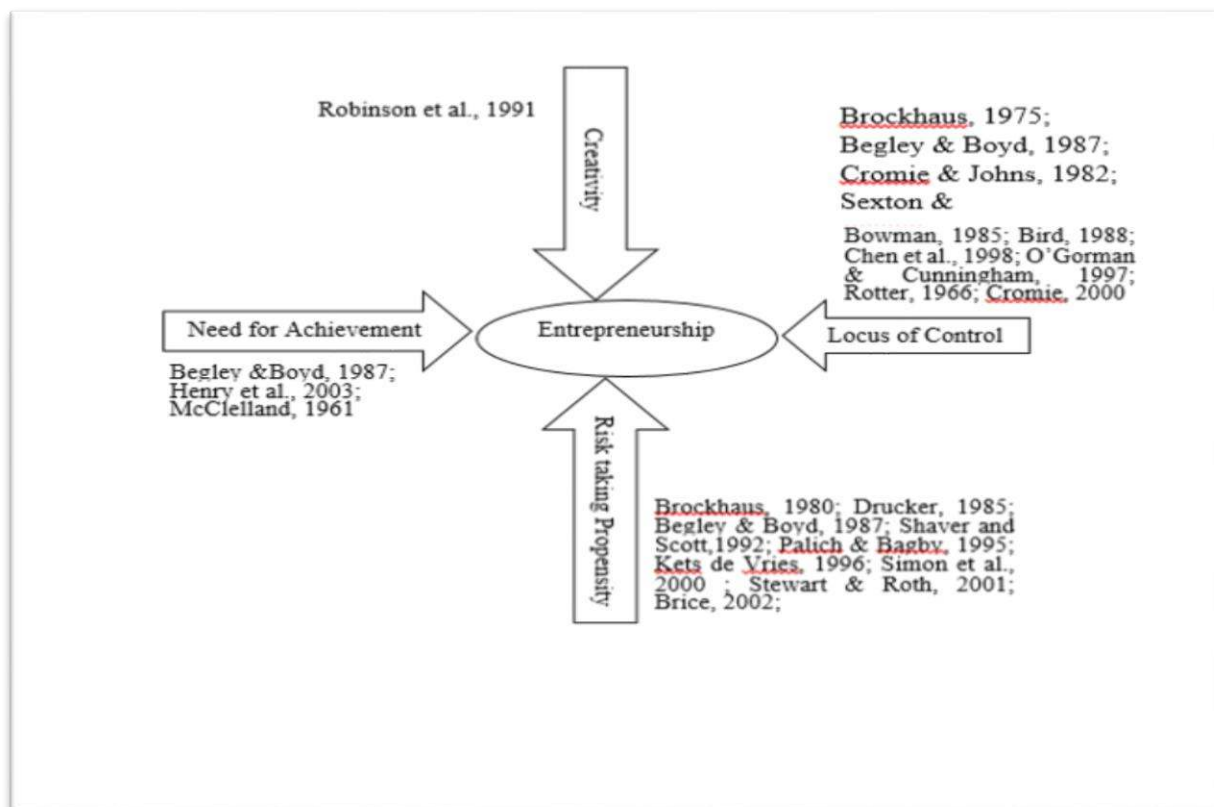 Robinson et al., 1991
Creativity
Brockhaus, 1975;
Begley & Boyd, 1987;
Cromie & Johns, 1982;
Sexton &
Bowman, 1985; Bird, 1988;
Chen et al., 1998; O'Gorman
& Cunningham, 1997;
Rotter, 1966; Cromie, 2000
Need for Achievement
Entrepreneurship
Locus of Control
Begley &Boyd, 1987;
Henry et al., 2003;
McClelland, 1961
Risk taking Propensity
Brockhaus, 1980; Drucker, 1985;
Begley & Boyd, 1987; Shaver and
Scott,1992; Palich & Bagby, 1995;
Kets de Vries, 1996; Simon et al.,
2000 ; Stewart & Roth, 2001;
Brice, 2002;